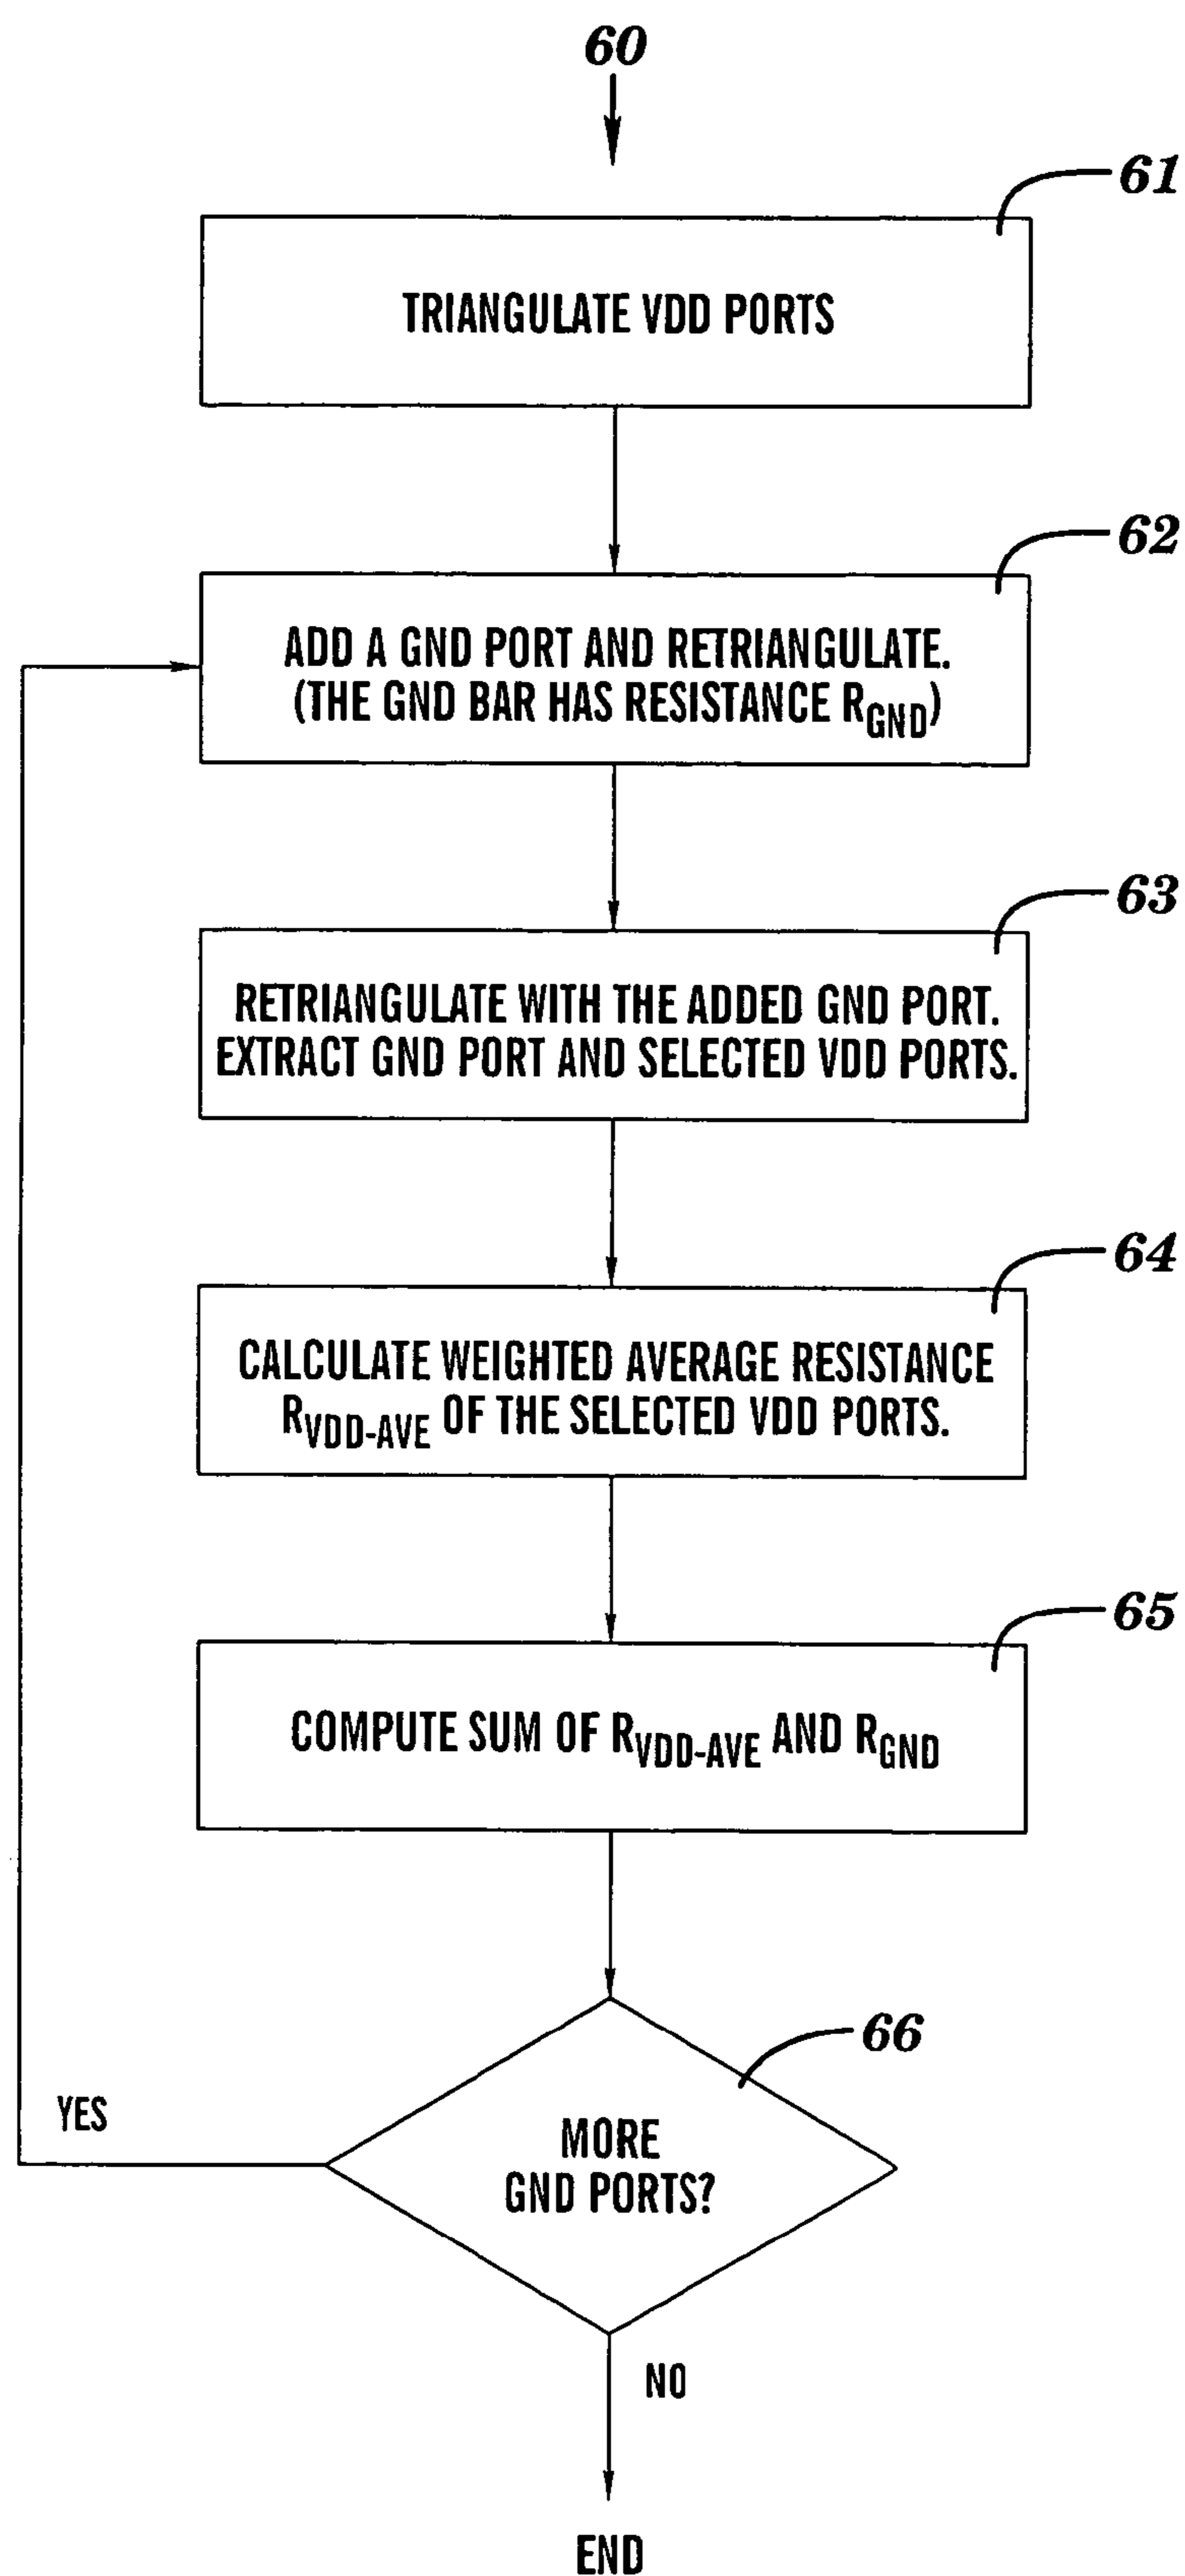 60
61
TRIANGULATE VDD PORTS
62
ADD A GND PORT AND RETRIANGULATE.
(THE GND BAR HAS RESISTANCE RGND)
63
RETRIANGULATE WITH THE ADDED GND PORT.
EXTRACT GND PORT AND SELECTED VDD PORTS.
64
CALCULATE WEIGHTED AVERAGE RESISTANCE
RVDD-AVE OF THE SELECTED VDD PORTS.
65
COMPUTE SUM OF RVDD-AVE AND RGND
66
YES
MORE
GND PORTS?
NO
END